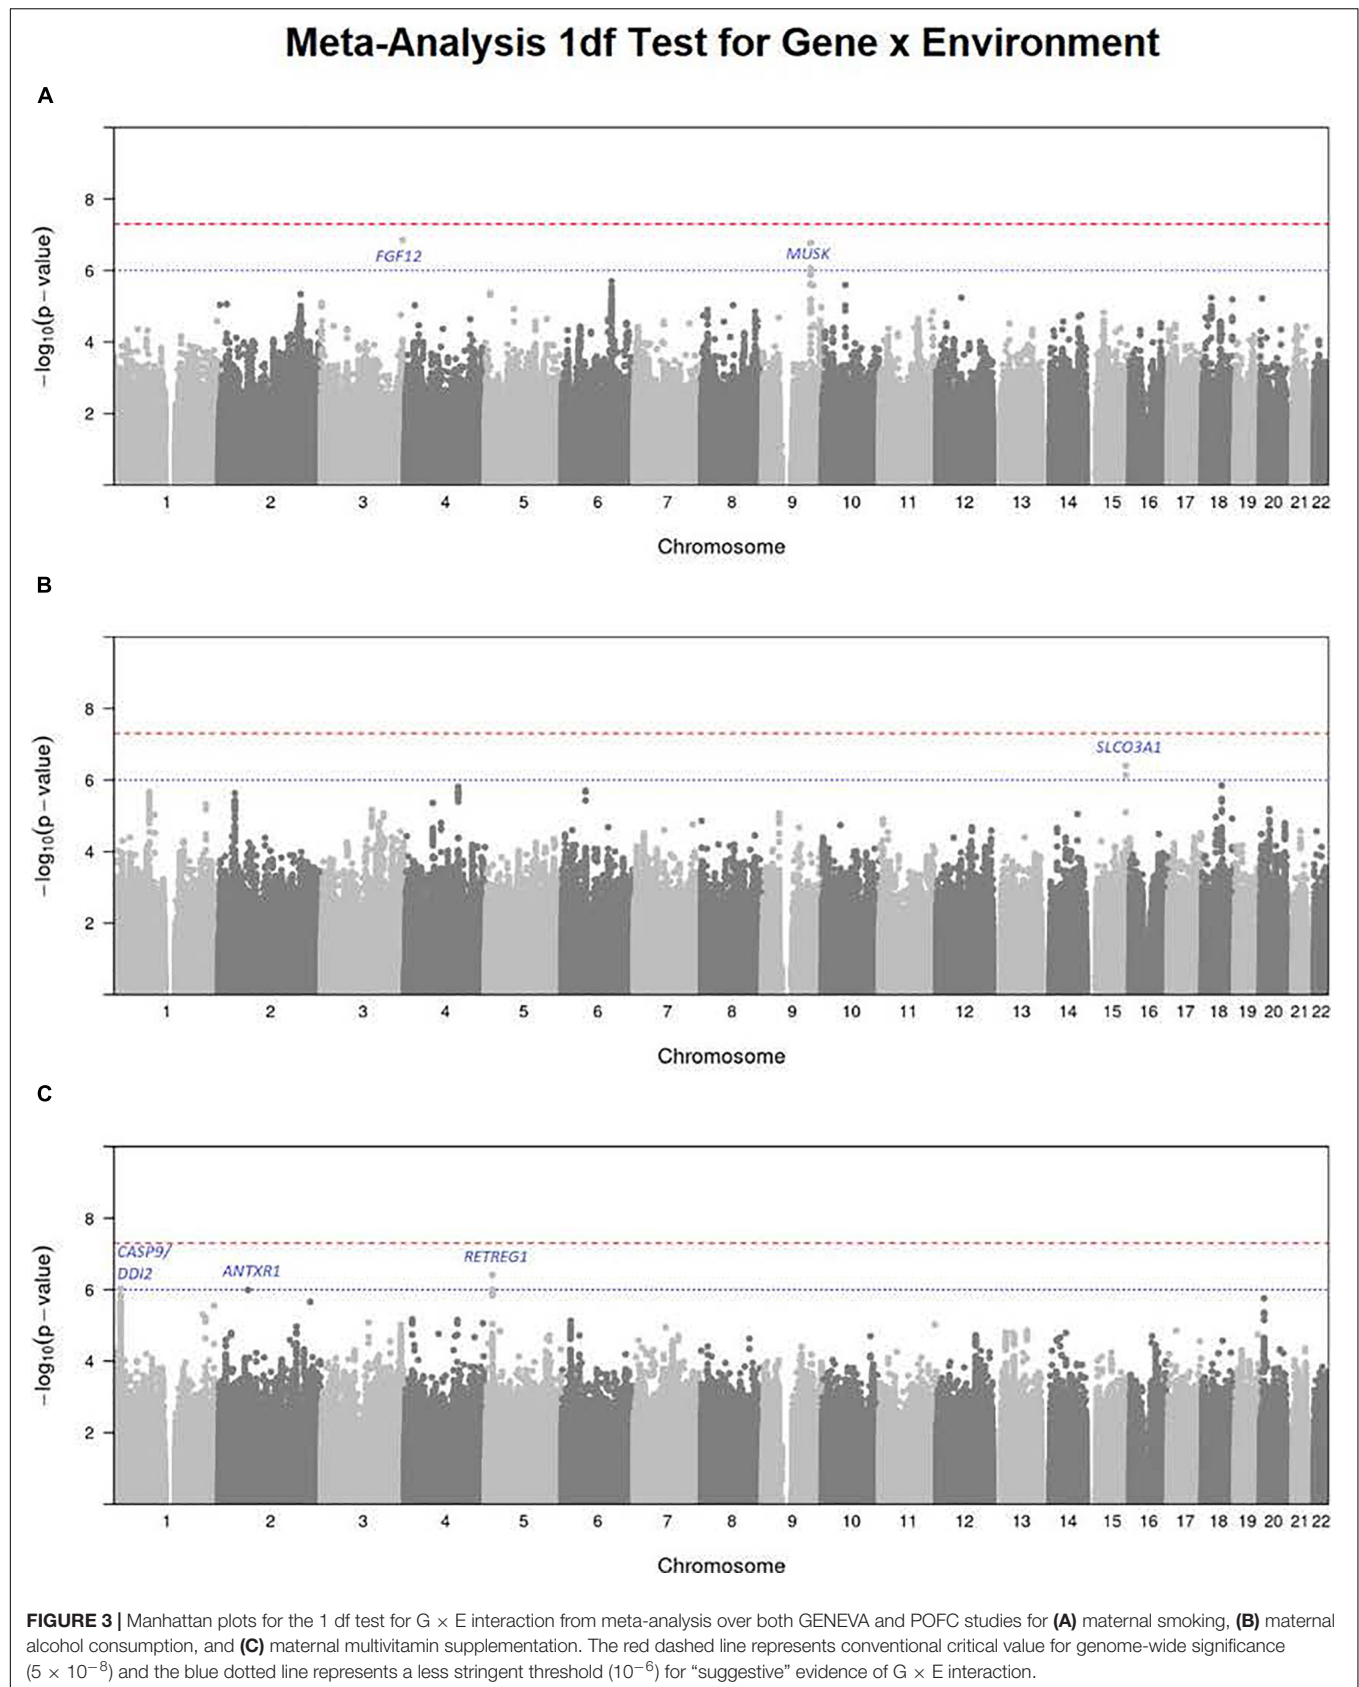 Meta-Analysis 1df Test for Gene x Environment
A
8
6
4
2
−log10(p−value)
FGF12
MUSK
1 2 3 4 5 6 7 8 9 10 11 12 13 14 15 16 17 18 19 20 21 22
Chromosome
B
8
6
4
2
−log10(p−value)
SLCO3A1
1 2 3 4 5 6 7 8 9 10 11 12 13 14 15 16 17 18 19 20 21 22
Chromosome
C
8
6
4
2
−log10(p−value)
CASP9/
DDI2
ANTXR1
RETREG1
1 2 3 4 5 6 7 8 9 10 11 12 13 14 15 16 17 18 19 20 21 22
Chromosome
FIGURE 3 | Manhattan plots for the 1 df test for G × E interaction from meta-analysis over both GENEVA and POFC studies for (A) maternal smoking, (B) maternal
alcohol consumption, and (C) maternal multivitamin supplementation. The red dashed line represents conventional critical value for genome-wide significance
(5 × 10−8) and the blue dotted line represents a less stringent threshold (10−6) for “suggestive” evidence of G × E interaction.